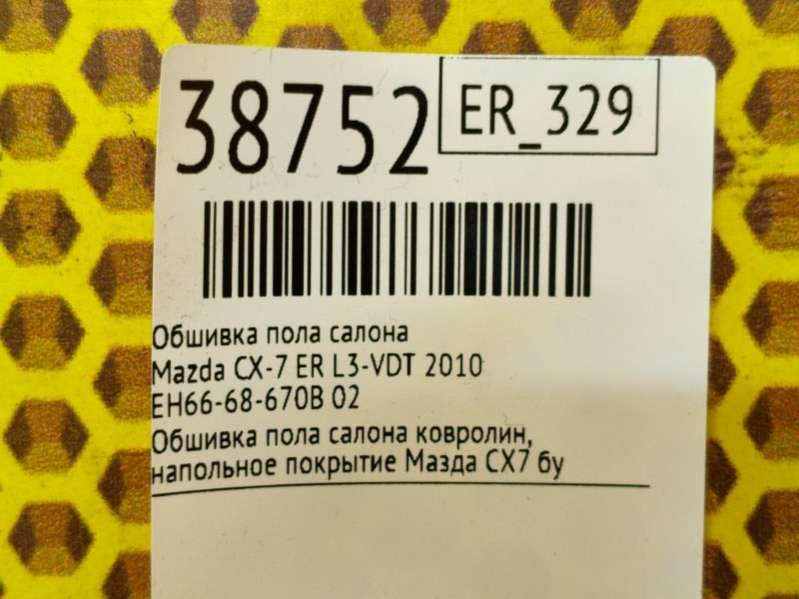 38752
ER_329
Обшивка пола салона
Mazda CX-7 ER L3-VDT 2010
EH66-68-670B 02
Обшивка пола салона ковролин,
напольное покрытие Мазда СХ7 бу